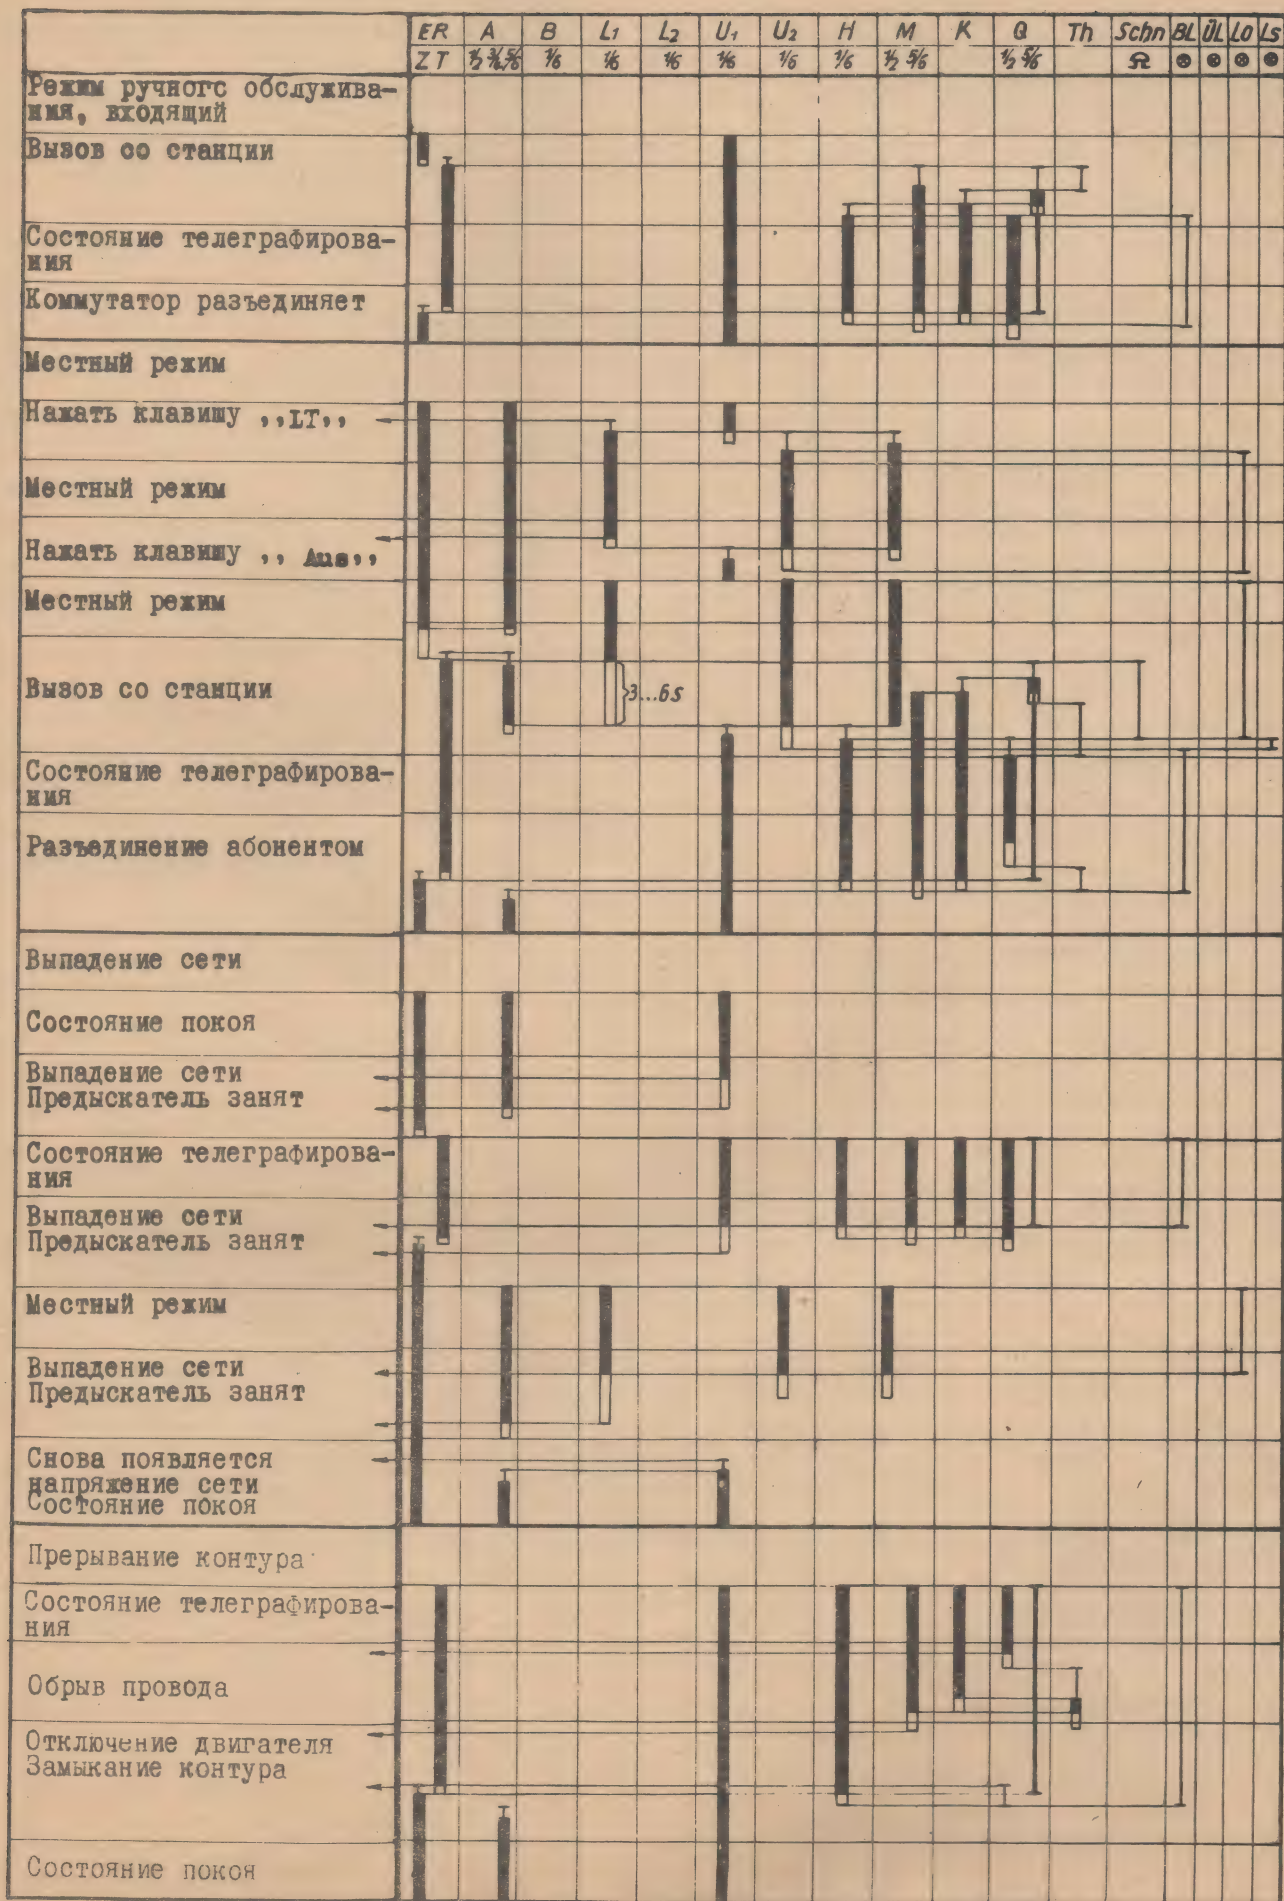 ER A B L₁ L₂ U₁ U₂ H M K Q Th Schn BL ÜL Lo Ls
Z T ½ ¾ 5/6 1/6 1/6 1/6 1/6 1/6 1/6 ½ 5/6 ½ 5/6
Режим ручного обслужива-
ния, входящий
Вызов со станции
Состояние телеграфирова-
ния
Коммутатор разъединяет
Местный режим
Нажать клавишу ,,LT,,
Местный режим
Нажать клавишу ,, Aus,,
Местный режим
Вызов со станции
3...6s
Состояние телеграфирова-
ния
Разъединение абонентом
Выпадение сети
Состояние покоя
Выпадение сети
Предыскатель занят
Состояние телеграфирова-
ния
Выпадение сети
Предыскатель занят
Местный режим
Выпадение сети
Предыскатель занят
Снова появляется
напряжение сети
Состояние покоя
Прерывание контура
Состояние телеграфирова-
ния
Обрыв провода
Отключение двигателя
Замыкание контура
Состояние покоя